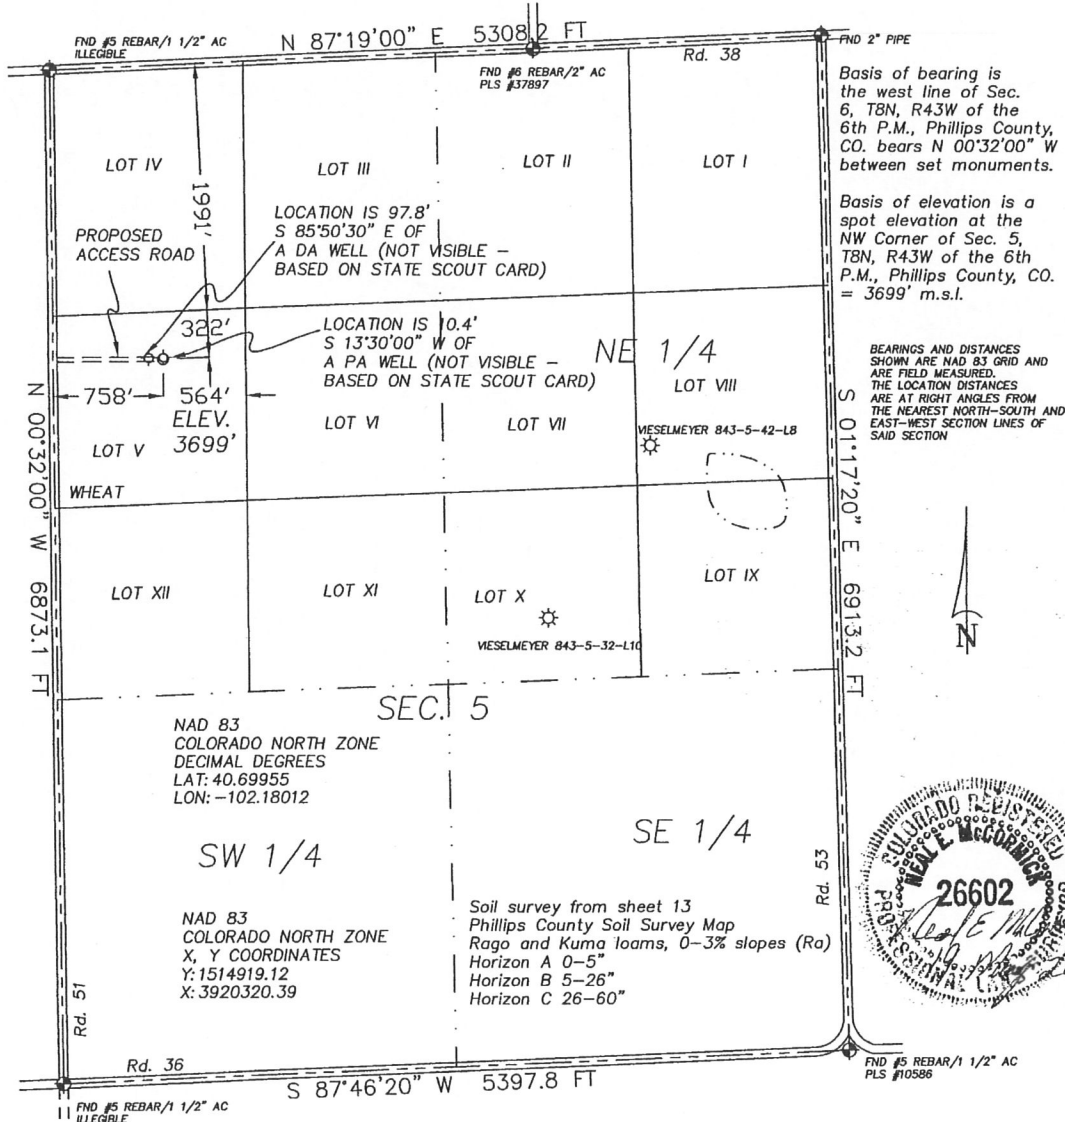 FND #5 REBAR/1 1/2" AC
ILLEGIBLE
N 87°19'00" E 5308.2 FT
FND #6 REBAR/2" AC
PLS #37897
Rd. 38
FND 2" PIPE
Basis of bearing is
the west line of Sec.
6, T8N, R43W of the
6th P.M., Phillips County,
CO. bears N 00°32'00" W
between set monuments.
Basis of elevation is a
spot elevation at the
NW Corner of Sec. 5,
T8N, R43W of the 6th
P.M., Phillips County, CO.
= 3699' m.s.l.
BEARINGS AND DISTANCES
SHOWN ARE NAD 83 GRID AND
ARE FIELD MEASURED.
THE LOCATION DISTANCES
ARE AT RIGHT ANGLES FROM
THE NEAREST NORTH-SOUTH AND
EAST-WEST SECTION LINES OF
SAID SECTION
LOT IV
LOT III
LOT II
LOT I
1991'
PROPOSED
ACCESS ROAD
LOCATION IS 97.8'
S 85°50'30" E OF
A DA WELL (NOT VISIBLE -
BASED ON STATE SCOUT CARD)
322'
LOCATION IS 10.4'
S 13°30'00" W OF
A PA WELL (NOT VISIBLE -
BASED ON STATE SCOUT CARD)
NE 1/4
758'
564'
ELEV.
3699'
LOT V
LOT VI
LOT VII
LOT VIII
VIESELMEYER 843-5-42-L8
WHEAT
N 00°32'00" W 6873.1 FT
S 01°17'20" E 6913.2 FT
LOT XII
LOT XI
LOT X
LOT IX
VIESELMEYER 843-5-32-L10
N
SEC. 5
NAD 83
COLORADO NORTH ZONE
DECIMAL DEGREES
LAT: 40.69955
LON: -102.18012
SW 1/4
SE 1/4
NAD 83
COLORADO NORTH ZONE
X, Y COORDINATES
Y: 1514919.12
X: 3920320.39
Soil survey from sheet 13
Phillips County Soil Survey Map
Rago and Kuma loams, 0-3% slopes (Ra)
Horizon A 0-5"
Horizon B 5-26"
Horizon C 26-60"
Rd. 53
COLORADO REGISTERED
NEAL E. McCORMICK
26602
PROFESSIONAL LAND SURVEYOR
Rd. 51
Rd. 36
S 87°46'20" W 5397.8 FT
FND #5 REBAR/1 1/2" AC
PLS #10586
FND #5 REBAR/1 1/2" AC
ILLEGIBLE